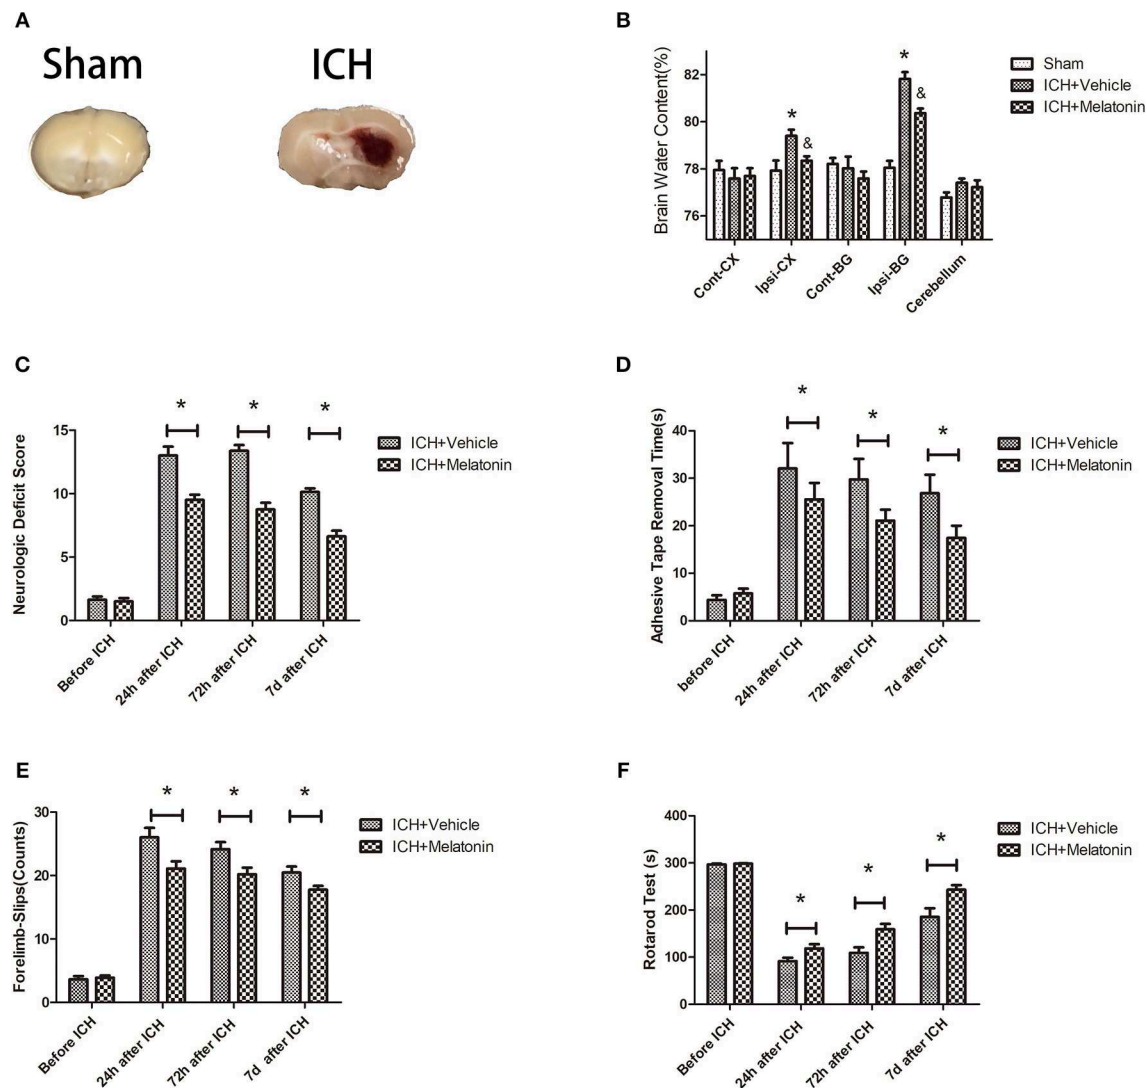 A
Sham
ICH
B
Brain Water Content(%)
82
80
78
76
*
&
*
&
Cont-CX
Ipsi-CX
Cont-BG
Ipsi-BG
Cerebellum
Sham
ICH+Vehicle
ICH+Melatonin
C
Neurologic Deficit Score
15
10
5
0
*
*
*
Before ICH
24h after ICH
72h after ICH
7d after ICH
ICH+Vehicle
ICH+Melatonin
D
Adhesive Tape Removal Time(s)
40
30
20
10
0
*
*
*
before ICH
24h after ICH
72h after ICH
7d after ICH
ICH+Vehicle
ICH+Melatonin
E
Forelimb-Slips(Counts)
30
20
10
0
*
*
*
Before ICH
24h after ICH
72h after ICH
7d after ICH
ICH+Vehicle
ICH+Melatonin
F
Rotarod Test (s)
400
300
200
100
0
*
*
*
Before ICH
24h after ICH
72h after ICH
7d after ICH
ICH+Vehicle
ICH+Melatonin